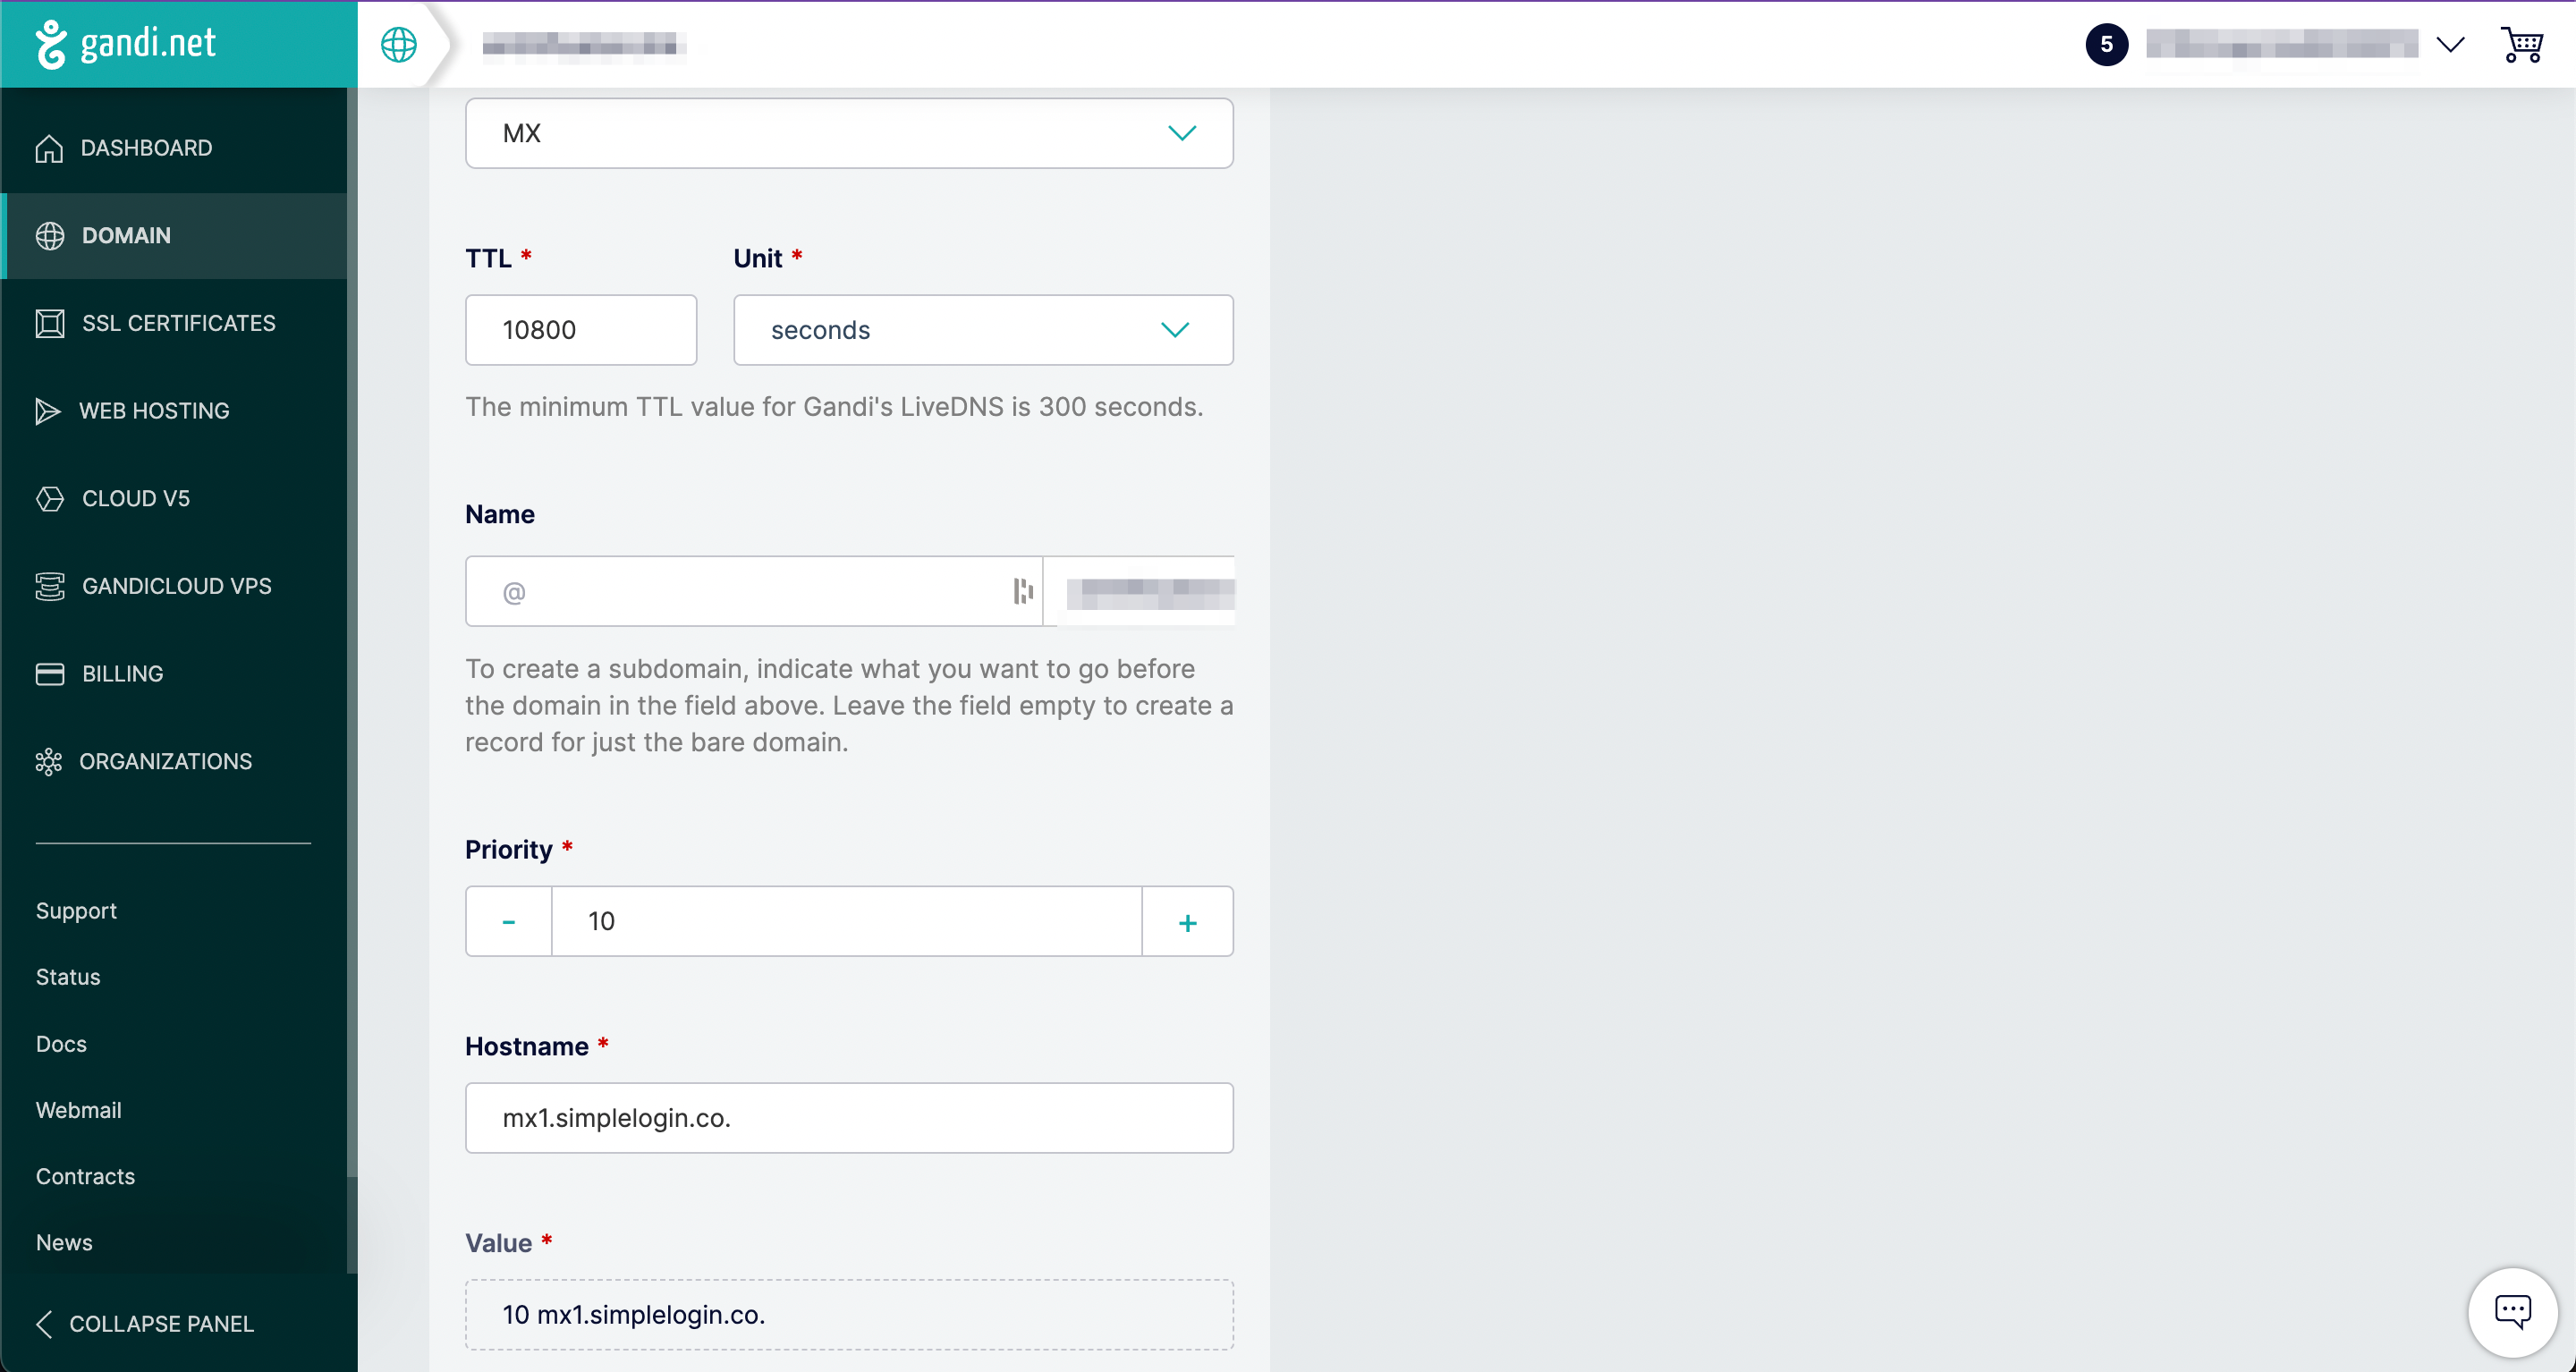 gandi.net
5
DASHBOARD
DOMAIN
SSL CERTIFICATES
WEB HOSTING
CLOUD V5
GANDICLOUD VPS
BILLING
ORGANIZATIONS
Support
Status
Docs
Webmail
Contracts
News
COLLAPSE PANEL
MX
TTL *
Unit *
10800
seconds
The minimum TTL value for Gandi's LiveDNS is 300 seconds.
Name
@
To create a subdomain, indicate what you want to go before
the domain in the field above. Leave the field empty to create a
record for just the bare domain.
Priority *
- 10 +
Hostname *
mx1.simplelogin.co.
Value *
10 mx1.simplelogin.co.